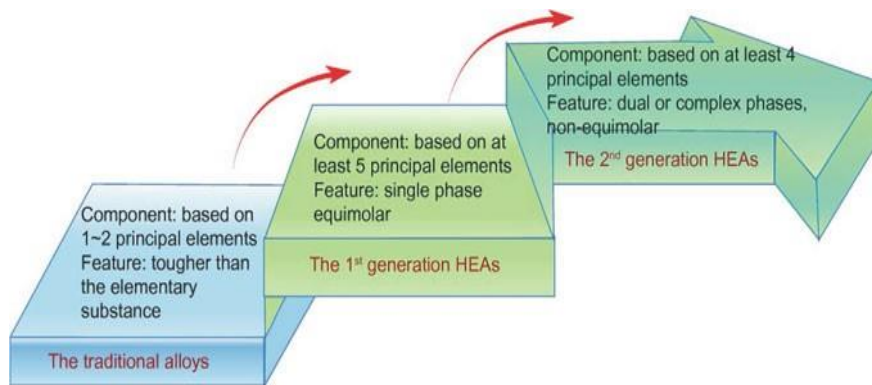 Component: based on
1~2 principal elements
Feature: tougher than
the elementary
substance
The traditional alloys
Component: based on at
least 5 principal elements
Feature: single phase
equimolar
The 1st generation HEAs
Component: based on at least 4
principal elements
Feature: dual or complex phases,
non-equimolar
The 2nd generation HEAs